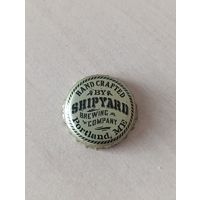 HAND CRAFTED
BY
SHIPYARD
BREWING
COMPANY
Portland, ME